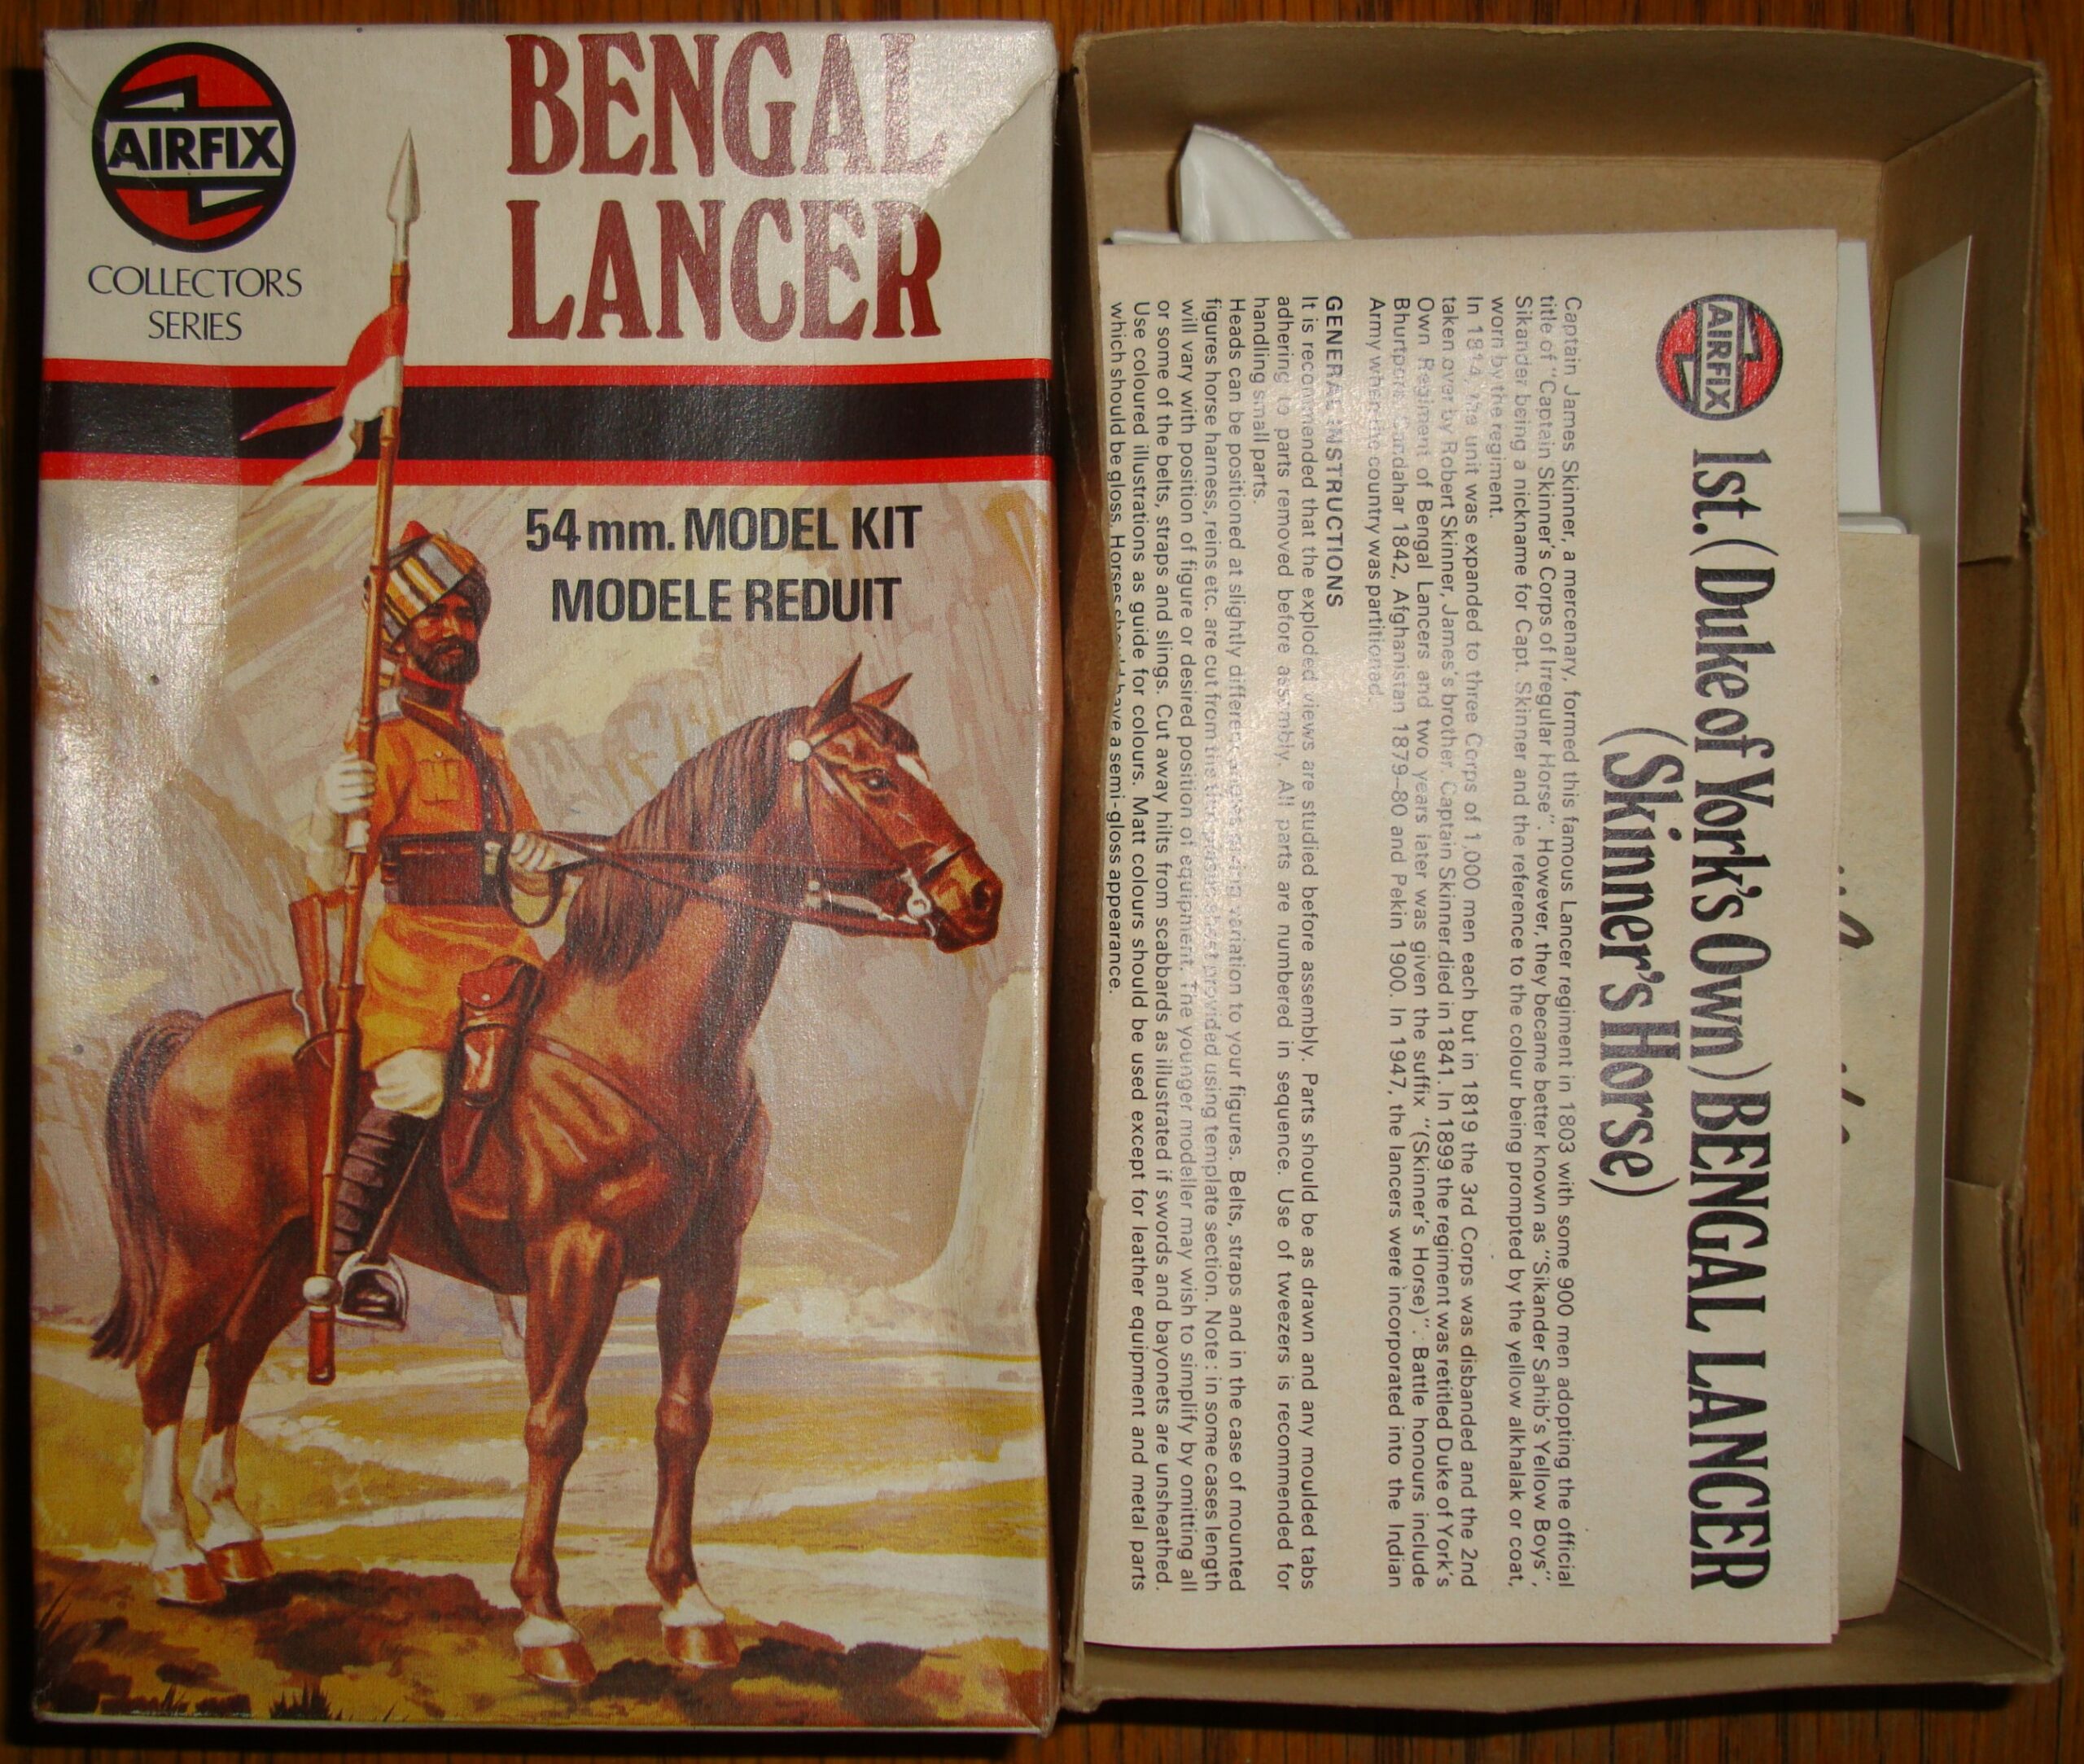 AIRFIX
COLLECTORS
SERIES
BENGAL
LANCER
54mm. MODEL KIT
MODELE REDUIT
AIRFIX
1st. (Duke of York's Own) BENGAL LANCER
(Skinner's Horse)
Captain James Skinner, a mercenary, formed this famous Lancer regiment in 1803 with some 900 men adopting the official
title of "Captain Skinner's Corps of Irregular Horse". However, they became better known as "Sikander Sahib's Yellow Boys",
Sikander being a nickname for Capt. Skinner and the reference to the colour being prompted by the yellow alkhalak or coat,
worn by the regiment.
In 1814, the unit was expanded to three Corps of 1,000 men each but in 1819 the 3rd Corps was disbanded and the 2nd
taken over by Robert Skinner, James's brother. Captain Skinner died in 1841. In 1899 the regiment was retitled Duke of York's
Own Regiment of Bengal Lancers and two years later was given the suffix "(Skinner's Horse)". Battle honours include
Bhurtpore, Candahar 1842, Afghanistan 1879–80 and Pekin 1900. In 1947, the lancers were incorporated into the Indian
Army when the country was partitioned.
GENERAL INSTRUCTIONS
It is recommended that the exploded views are studied before assembly. Parts should be as drawn and any moulded tabs
adhering to parts removed before assembly. All parts are numbered in sequence. Use of tweezers is recommended for
handling small parts.
Heads can be positioned at slightly different angles giving variation to your figures. Belts, straps and in the case of mounted
figures horse harness, reins etc. are cut from the thin plastic sheet provided using template section. Note : in some cases length
will vary with position of figure or desired position of equipment. The younger modeller may wish to simplify by omitting all
or some of the belts, straps and slings. Cut away hilts from scabbards as illustrated if swords and bayonets are unsheathed.
Use coloured illustrations as guide for colours. Matt colours should be used except for leather equipment and metal parts
which should be gloss. Horses should have a semi-gloss appearance.